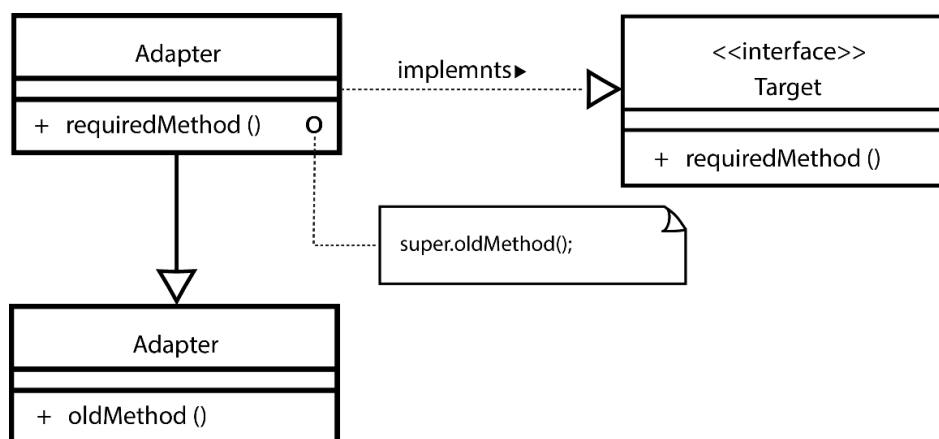 Adapter
+ requiredMethod () O
implemnts▶
<<interface>>
Target
+ requiredMethod ()
super.oldMethod();
Adapter
+ oldMethod ()